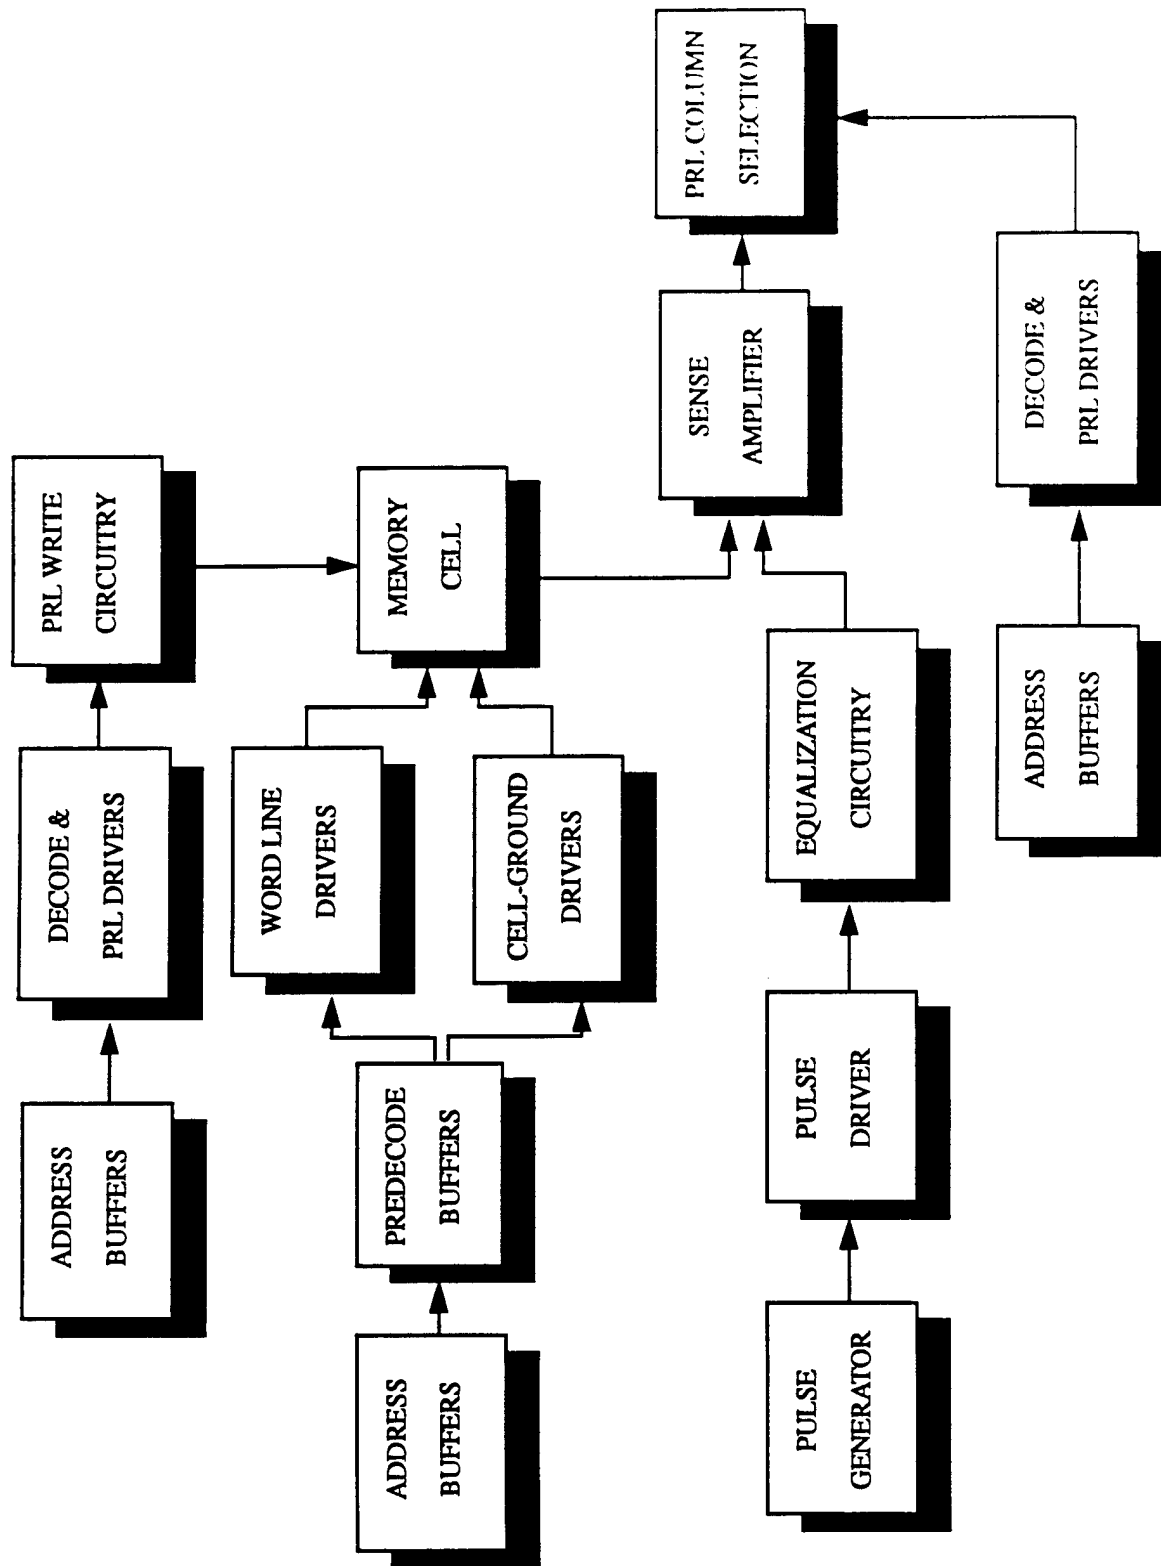 ADDRESS
BUFFERS
DECODE &
PRL DRIVERS
PRL WRITE
CIRCUITRY
ADDRESS
BUFFERS
PREDECODE
BUFFERS
WORD LINE
DRIVERS
CELL-GROUND
DRIVERS
MEMORY
CELL
PULSE
GENERATOR
PULSE
DRIVER
EQUALIZATION
CIRCUITRY
SENSE
AMPLIFIER
PRL COLUMN
SELECTION
ADDRESS
BUFFERS
DECODE &
PRL DRIVERS